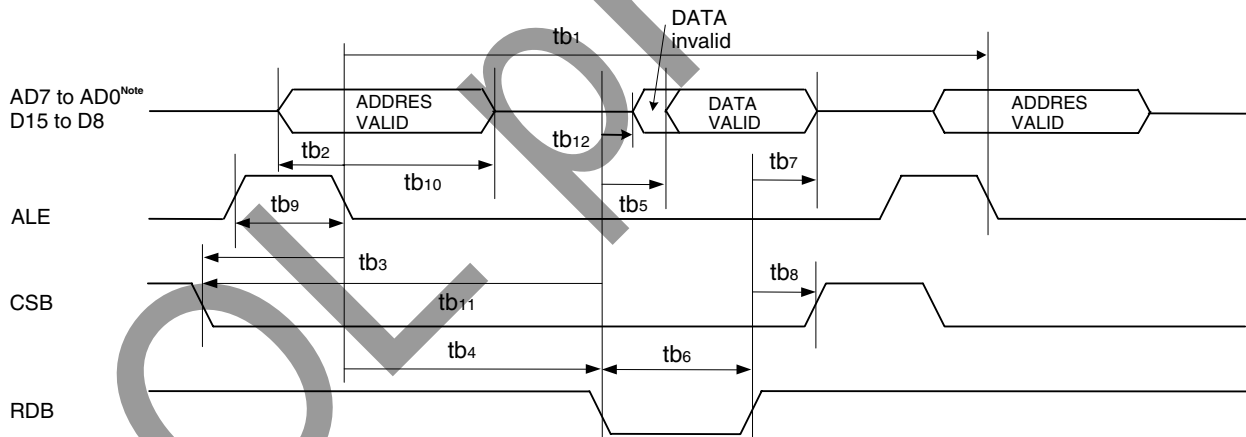 DATA
invalid
tb1
AD7 to AD0Note
D15 to D8
ADDRES
VALID
DATA
VALID
ADDRES
VALID
tb12
tb2
tb7
tb10
ALE
tb9
tb5
tb3
tb8
CSB
tb11
tb4
tb6
RDB